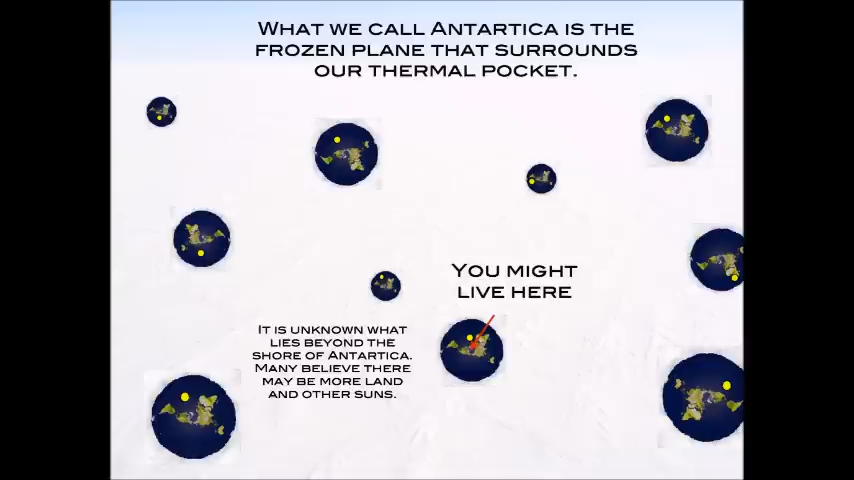 What we call Antartica is the
frozen plane that surrounds
our thermal pocket.
You might
live here
It is unknown what
lies beyond the
shore of Antartica.
Many believe there
may be more land
and other suns.